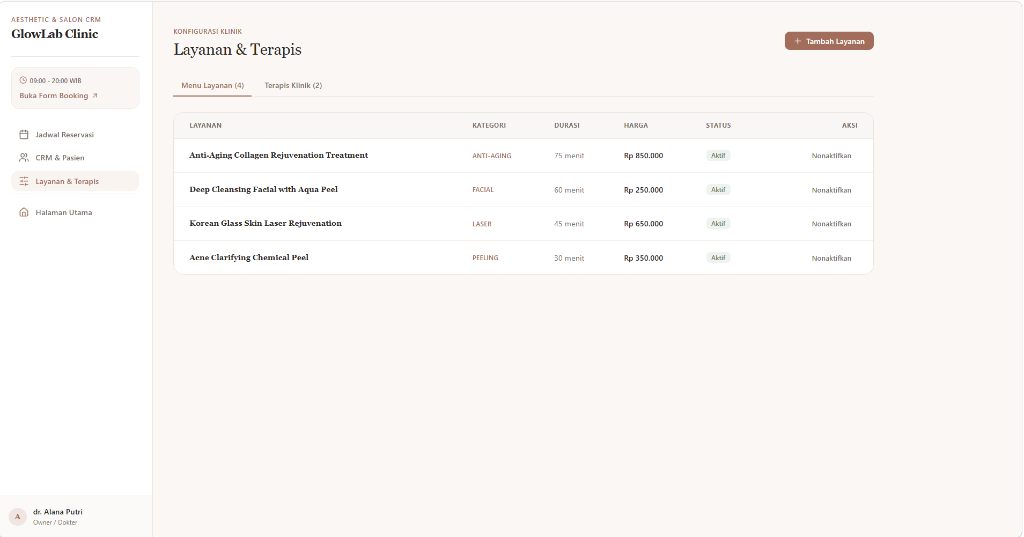 AESTHETIC & SALON CRM
GlowLab Clinic
09:00 - 20:00 WIB
Buka Form Booking ↗
Jadwal Reservasi
CRM & Pasien
Layanan & Terapis
Halaman Utama
A
dr. Alana Putri
Owner / Dokter
KONFIGURASI KLINIK
Layanan & Terapis
+ Tambah Layanan
Menu Layanan (4) Terapis Klinik (2)
LAYANAN KATEGORI DURASI HARGA STATUS AKSI
Anti-Aging Collagen Rejuvenation Treatment ANTI-AGING 75 menit Rp 850.000 Aktif Nonaktifkan
Deep Cleansing Facial with Aqua Peel FACIAL 60 menit Rp 250.000 Aktif Nonaktifkan
Korean Glass Skin Laser Rejuvenation LASER 45 menit Rp 650.000 Aktif Nonaktifkan
Acne Clarifying Chemical Peel PEELING 30 menit Rp 350.000 Aktif Nonaktifkan